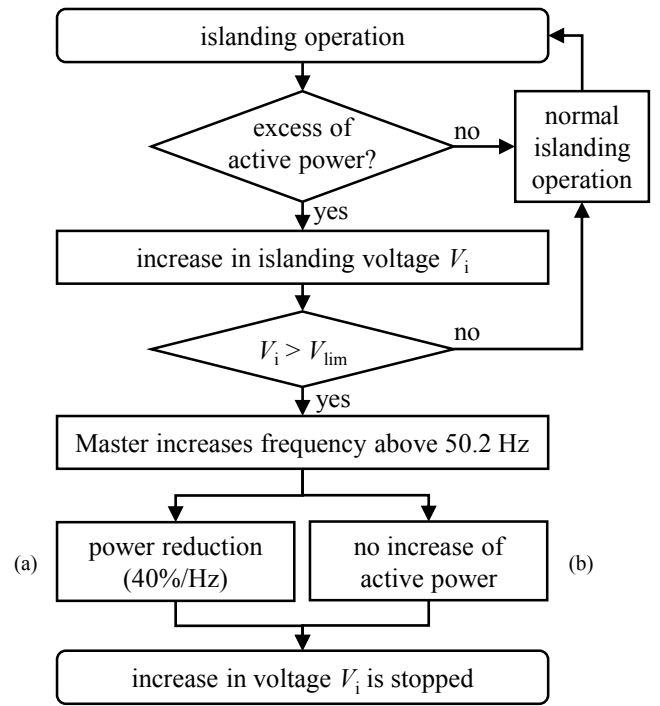 islanding operation
excess of
active power?
no
normal
islanding
operation
yes
increase in islanding voltage Vi
Vi > Vlim
no
yes
Master increases frequency above 50.2 Hz
(a)
power reduction
(40%/Hz)
no increase of
active power
(b)
increase in voltage Vi is stopped